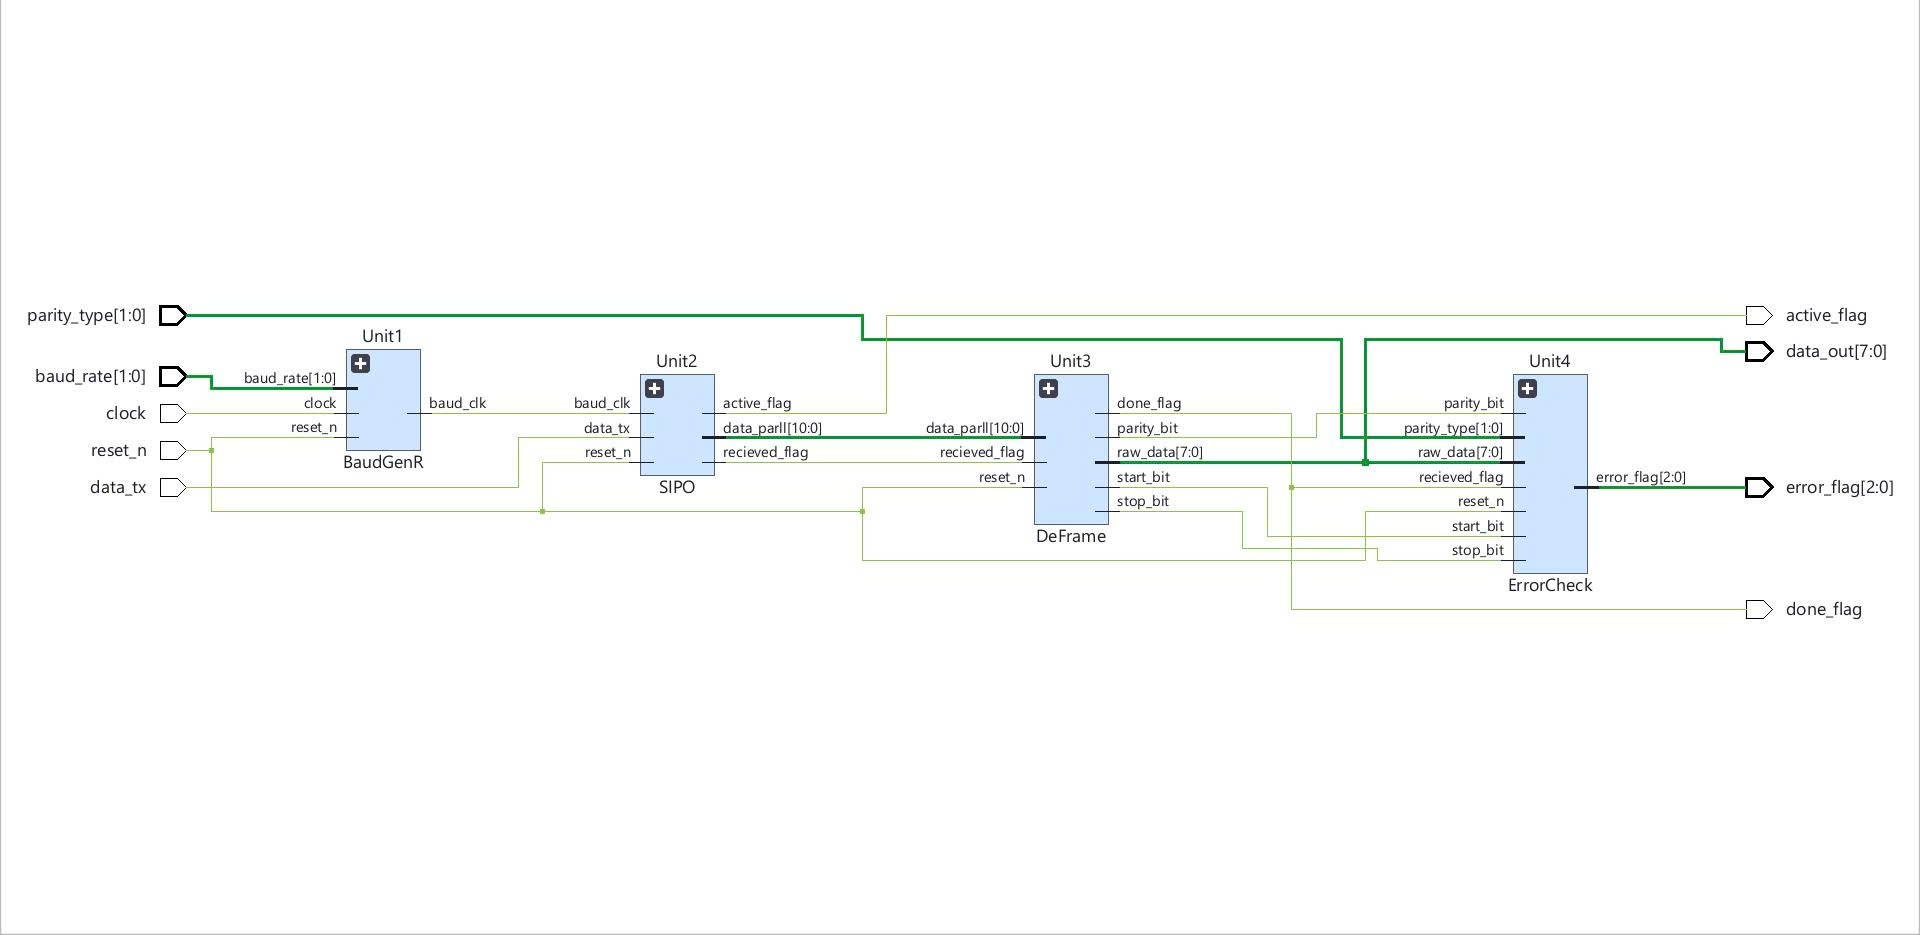 parity_type[1:0]
baud_rate[1:0]
clock
reset_n
data_tx
Unit1
baud_rate[1:0]
clock
reset_n
baud_clk
BaudGenR
Unit2
baud_clk
data_tx
reset_n
active_flag
data_parll[10:0]
recieved_flag
SIPO
Unit3
data_parll[10:0]
recieved_flag
reset_n
done_flag
parity_bit
raw_data[7:0]
start_bit
stop_bit
DeFrame
Unit4
parity_bit
parity_type[1:0]
raw_data[7:0]
recieved_flag
reset_n
start_bit
stop_bit
error_flag[2:0]
ErrorCheck
active_flag
data_out[7:0]
error_flag[2:0]
done_flag